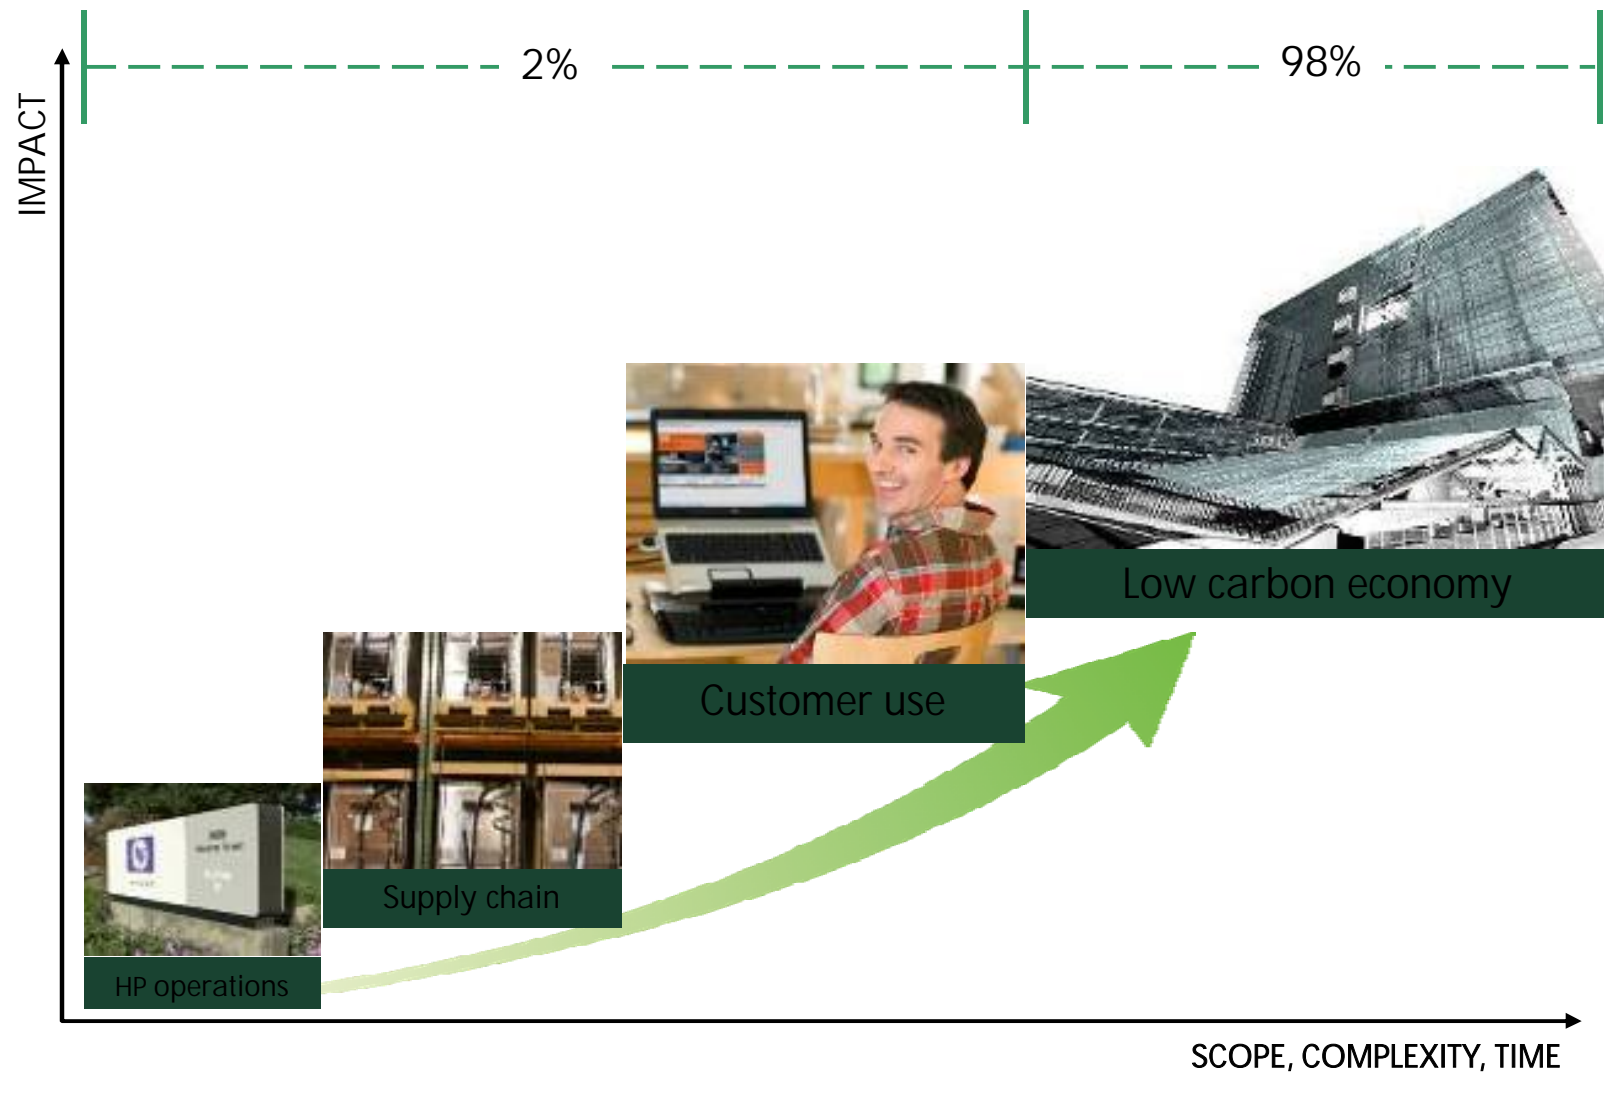 2%
98%
IMPACT
Low carbon economy
Customer use
Supply chain
HP operations
SCOPE, COMPLEXITY, TIME